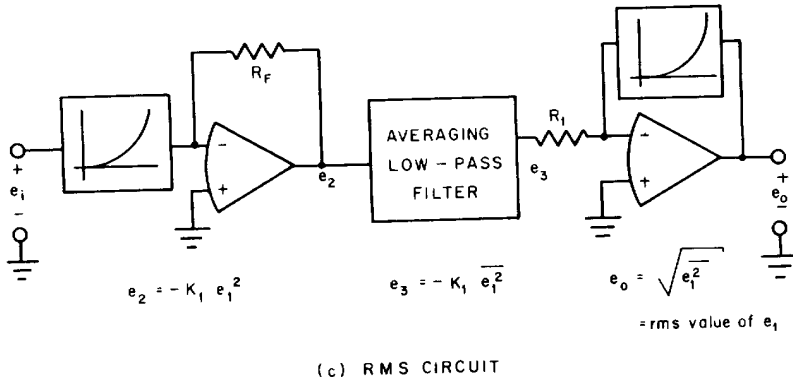 R_F
R_1
AVERAGING
LOW - PASS
FILTER
-
+
-
+
+
e_i
-
e_2
e_3
+
e_o
-
e_2 = - K_1 e_1^2
e_3 = - K_1 \overline{e_1^2}
e_o = \sqrt{\overline{e_1^2}}
= rms value of e_1
(c) RMS CIRCUIT